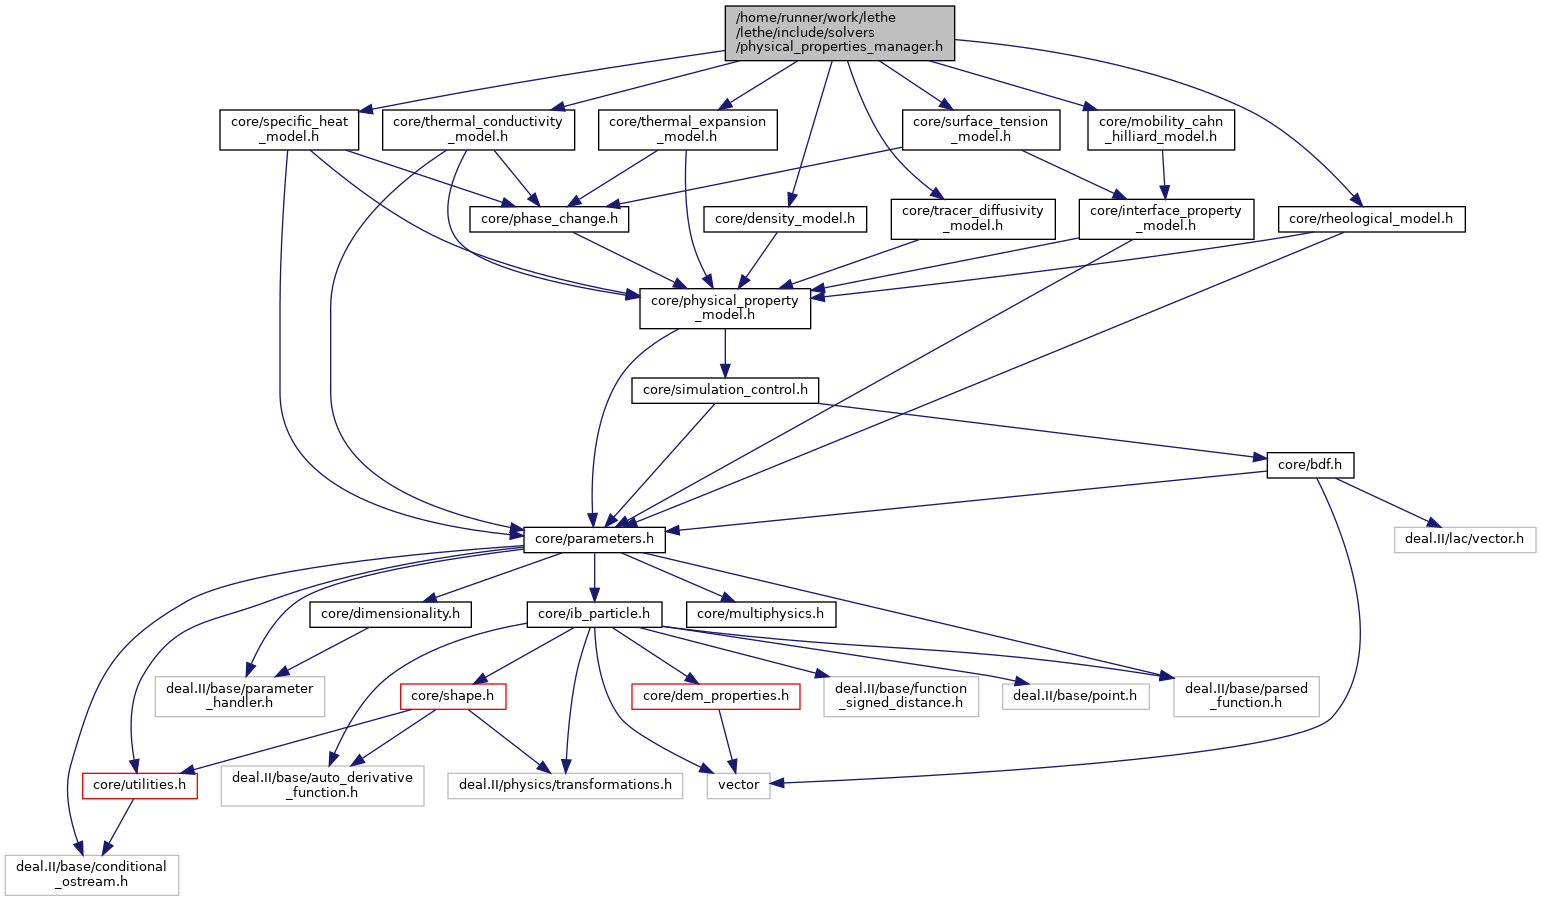 /home/runner/work/lethe
/lethe/include/solvers
/physical_properties_manager.h
core/specific_heat
_model.h
core/thermal_conductivity
_model.h
core/thermal_expansion
_model.h
core/surface_tension
_model.h
core/mobility_cahn
_hilliard_model.h
core/phase_change.h
core/density_model.h
core/tracer_diffusivity
_model.h
core/interface_property
_model.h
core/rheological_model.h
core/physical_property
_model.h
core/simulation_control.h
core/bdf.h
core/parameters.h
deal.II/lac/vector.h
core/dimensionality.h
core/ib_particle.h
core/multiphysics.h
deal.II/base/parameter
_handler.h
core/shape.h
core/dem_properties.h
deal.II/base/function
_signed_distance.h
deal.II/base/point.h
deal.II/base/parsed
_function.h
core/utilities.h
deal.II/base/auto_derivative
_function.h
deal.II/physics/transformations.h
vector
deal.II/base/conditional
_ostream.h